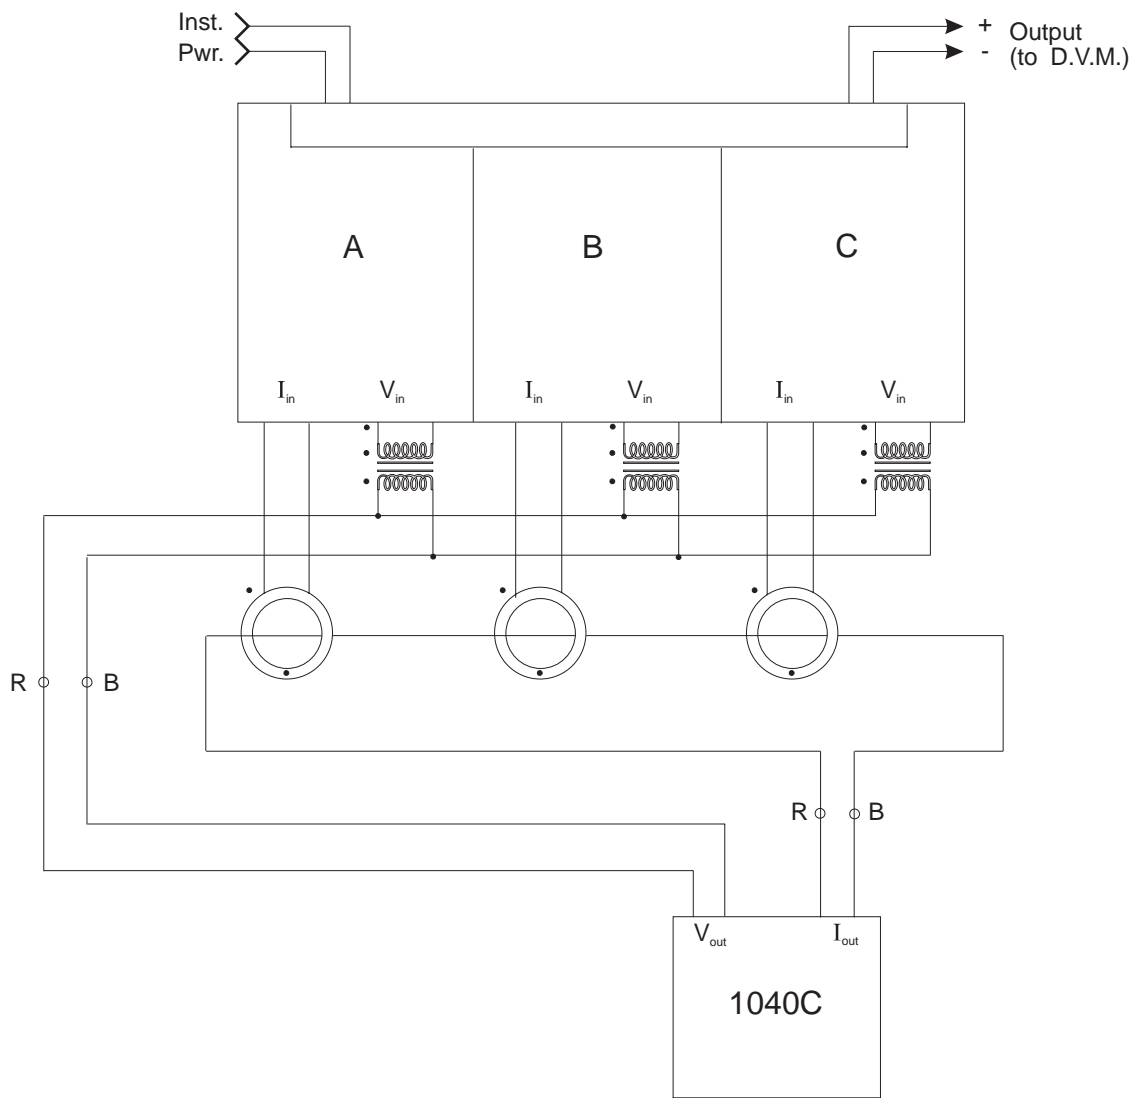 Inst.
Pwr.
+
-
Output
(to D.V.M.)
A
B
C
Iin
Vin
Iin
Vin
Iin
Vin
R
B
R
B
Vout
Iout
1040C